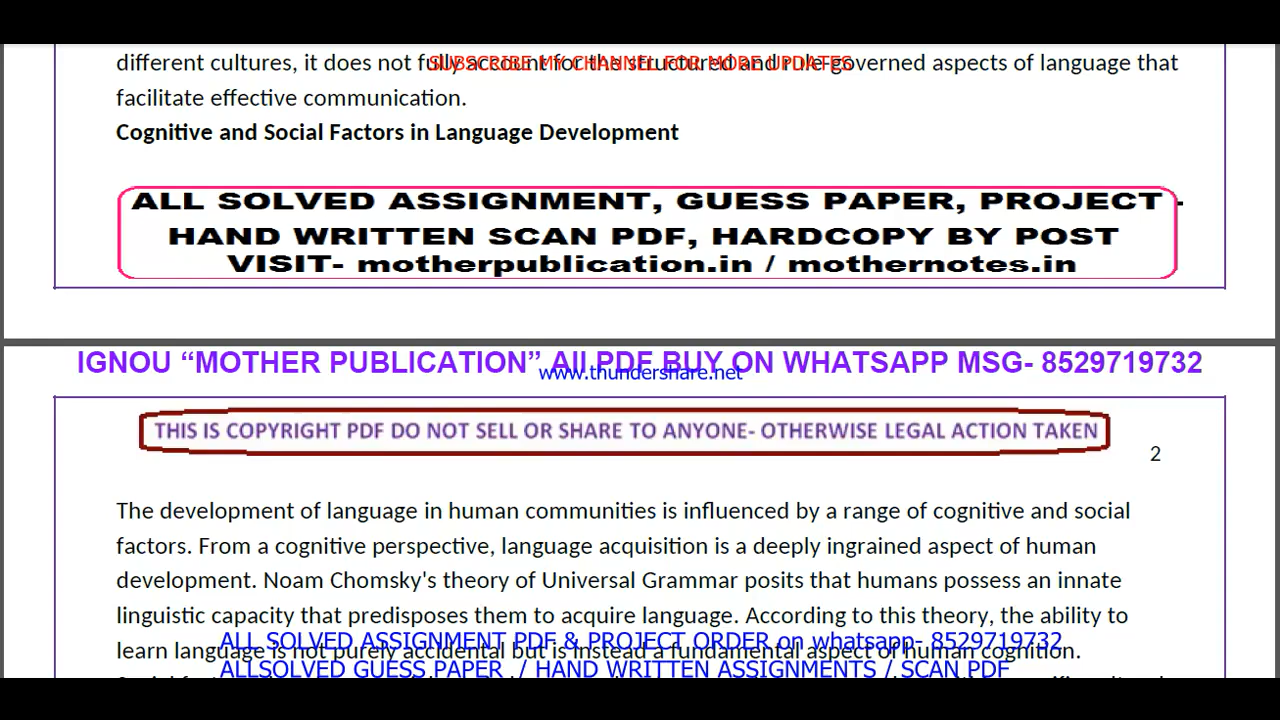 different cultures, it does not fully account for the structured and rule-governed aspects of language that
SUBSCRIBE MY CHANNEL FOR MORE UPDATES
facilitate effective communication.
Cognitive and Social Factors in Language Development
ALL SOLVED ASSIGNMENT, GUESS PAPER, PROJECT -
HAND WRITTEN SCAN PDF, HARDCOPY BY POST
VISIT- motherpublication.in / mothernotes.in
IGNOU “MOTHER PUBLICATION” All PDF BUY ON WHATSAPP MSG- 8529719732
www.thundershare.net
THIS IS COPYRIGHT PDF DO NOT SELL OR SHARE TO ANYONE- OTHERWISE LEGAL ACTION TAKEN
2
The development of language in human communities is influenced by a range of cognitive and social
factors. From a cognitive perspective, language acquisition is a deeply ingrained aspect of human
development. Noam Chomsky's theory of Universal Grammar posits that humans possess an innate
linguistic capacity that predisposes them to acquire language. According to this theory, the ability to
ALL SOLVED ASSIGNMENT PDF & PROJECT ORDER on whatsapp- 8529719732
learn language is not purely accidental but is instead a fundamental aspect of human cognition.
ALLSOLVED GUESS PAPER / HAND WRITTEN ASSIGNMENTS / SCAN PDF